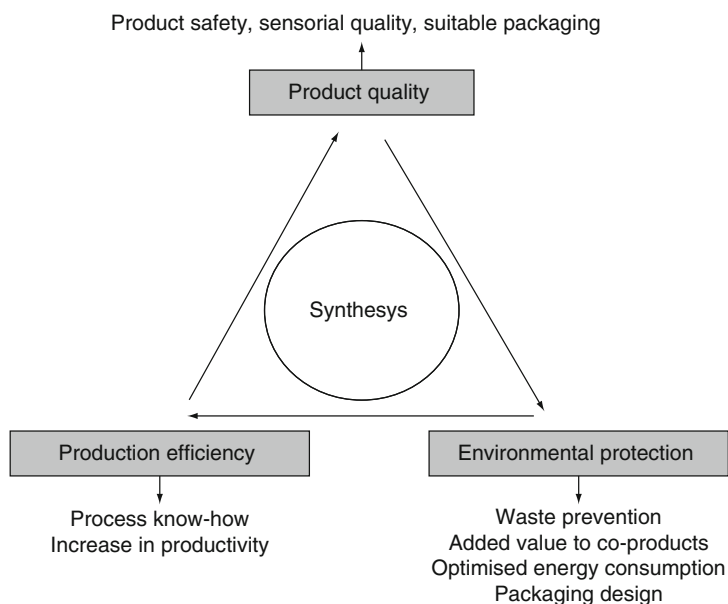 Product safety, sensorial quality, suitable packaging
Product quality
Synthesys
Production efficiency
Process know-how
Increase in productivity
Environmental protection
Waste prevention
Added value to co-products
Optimised energy consumption
Packaging design